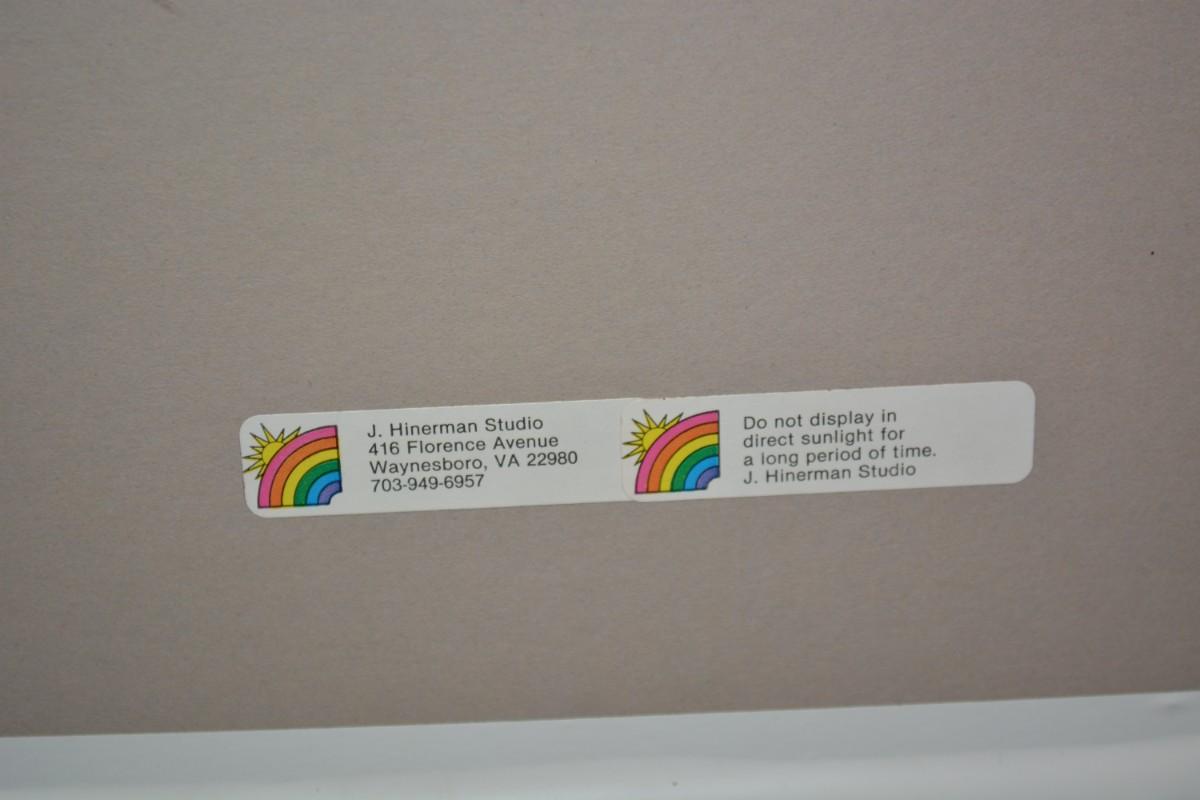 J. Hinerman Studio
416 Florence Avenue
Waynesboro, VA 22980
703-949-6957
Do not display in
direct sunlight for
a long period of time.
J. Hinerman Studio